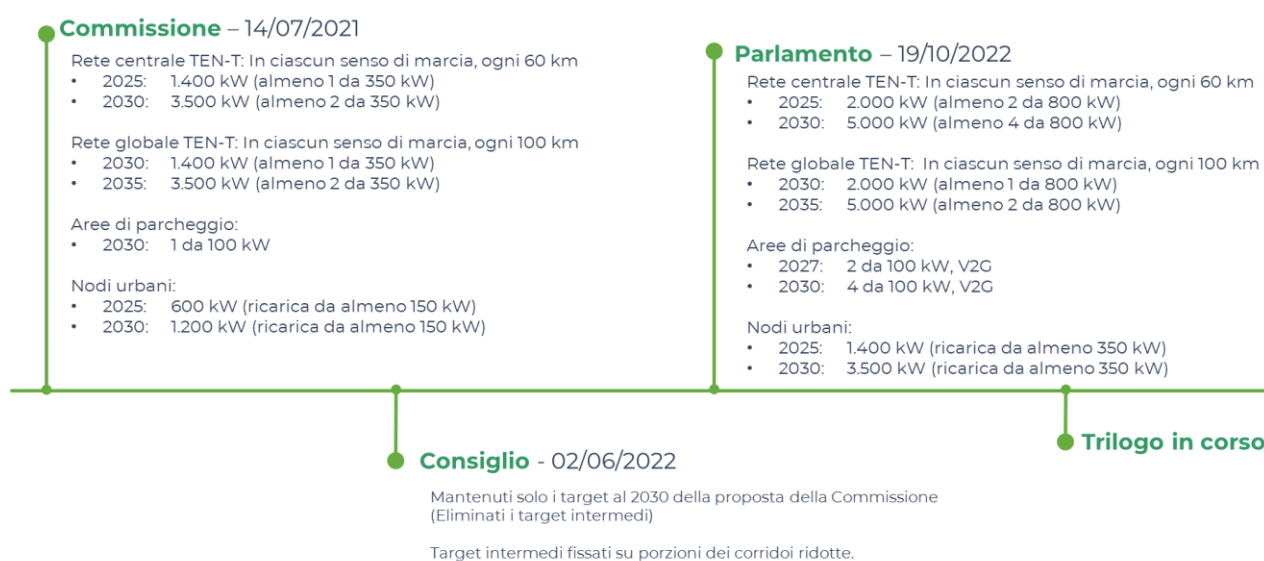 Commissione – 14/07/2021
Rete centrale TEN-T: In ciascun senso di marcia, ogni 60 km
• 2025: 1.400 kW (almeno 1 da 350 kW)
• 2030: 3.500 kW (almeno 2 da 350 kW)
Rete globale TEN-T: In ciascun senso di marcia, ogni 100 km
• 2030: 1.400 kW (almeno 1 da 350 kW)
• 2035: 3.500 kW (almeno 2 da 350 kW)
Aree di parcheggio:
• 2030: 1 da 100 kW
Nodi urbani:
• 2025: 600 kW (ricarica da almeno 150 kW)
• 2030: 1.200 kW (ricarica da almeno 150 kW)
Consiglio - 02/06/2022
Mantenuti solo i target al 2030 della proposta della Commissione
(Eliminati i target intermedi)
Target intermedi fissati su porzioni dei corridoi ridotte.
Parlamento – 19/10/2022
Rete centrale TEN-T: In ciascun senso di marcia, ogni 60 km
• 2025: 2.000 kW (almeno 2 da 800 kW)
• 2030: 5.000 kW (almeno 4 da 800 kW)
Rete globale TEN-T: In ciascun senso di marcia, ogni 100 km
• 2030: 2.000 kW (almeno 1 da 800 kW)
• 2035: 5.000 kW (almeno 2 da 800 kW)
Aree di parcheggio:
• 2027: 2 da 100 kW, V2G
• 2030: 4 da 100 kW, V2G
Nodi urbani:
• 2025: 1.400 kW (ricarica da almeno 350 kW)
• 2030: 3.500 kW (ricarica da almeno 350 kW)
Trilogo in corso